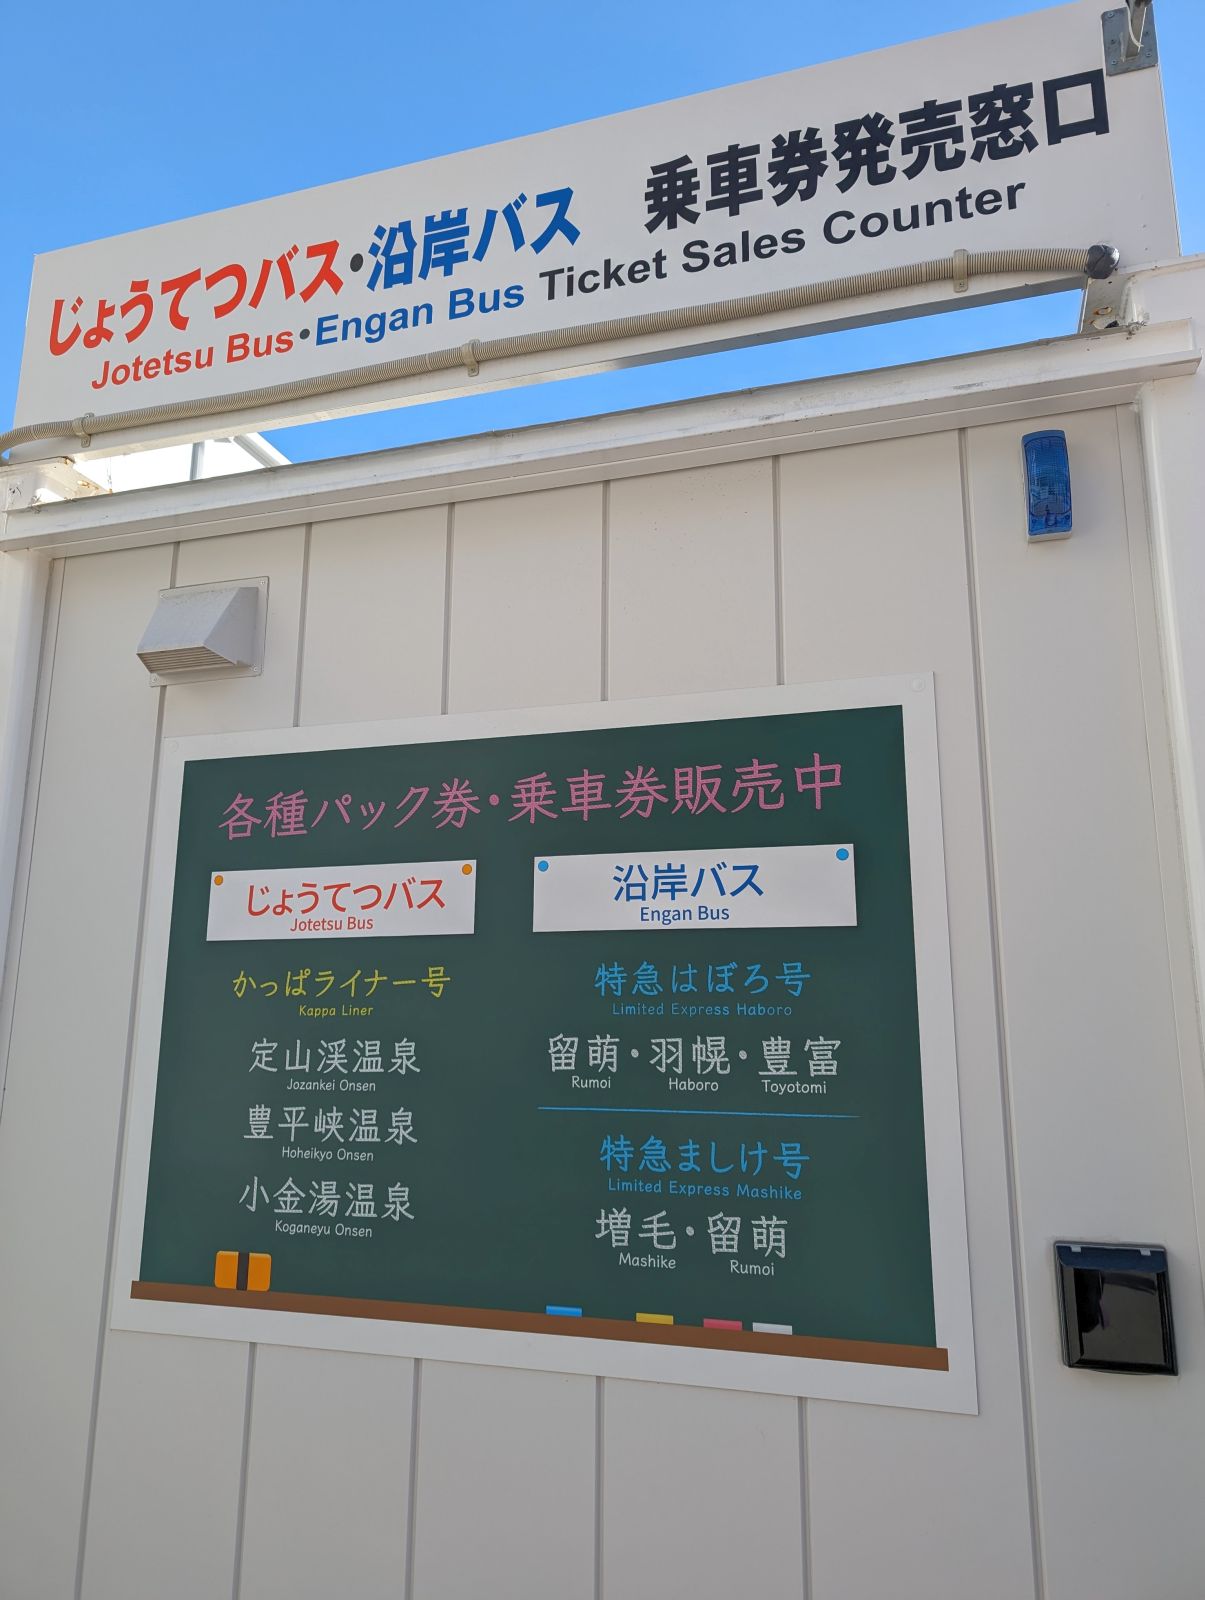 じょうてつバス・沿岸バス 乗車券発売窓口
Jotetsu Bus・Engan Bus Ticket Sales Counter
各種パック券・乗車券販売中
じょうてつバス
Jotetsu Bus
かっぱライナー号
Kappa Liner
定山渓温泉
Jozankei Onsen
豊平峡温泉
Hoheikyo Onsen
小金湯温泉
Koganeyu Onsen
沿岸バス
Engan Bus
特急はぼろ号
Limited Express Haboro
留萌・羽幌・豊富
Rumoi Haboro Toyotomi
特急ましけ号
Limited Express Mashike
増毛・留萌
Mashike Rumoi